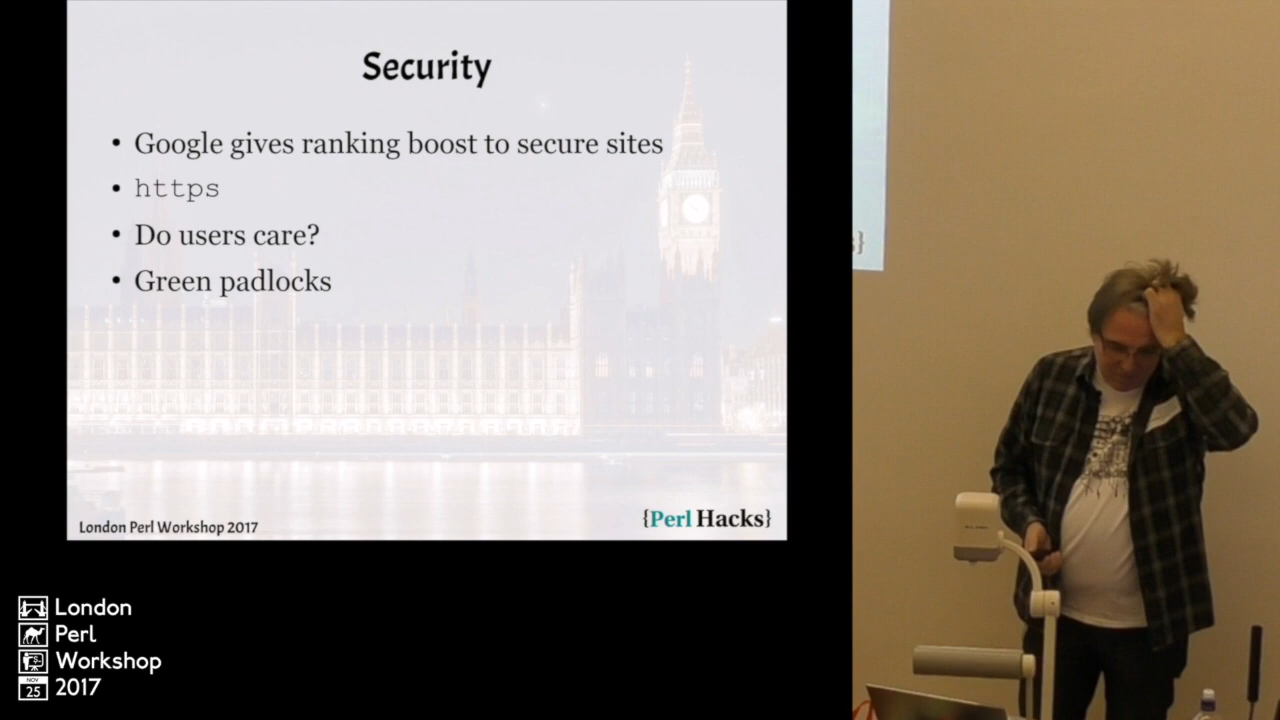 Security
• Google gives ranking boost to secure sites
• https
• Do users care?
• Green padlocks
London Perl Workshop 2017
{Perl Hacks}
London
Perl
Workshop
NOV
25
2017
}